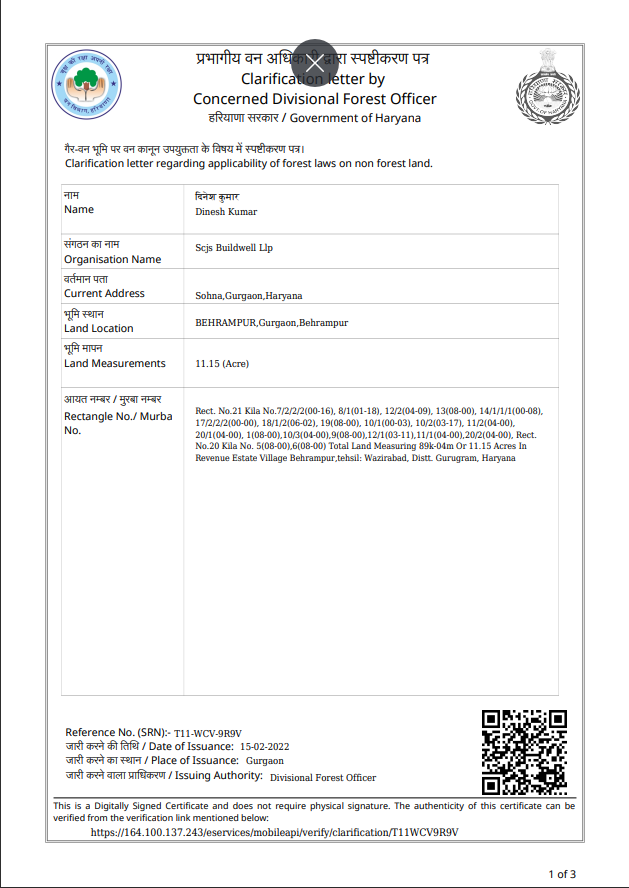 प्रभागीय वन अधिकारी द्वारा स्पष्टीकरण पत्र
Clarification letter by
Concerned Divisional Forest Officer
हरियाणा सरकार / Government of Haryana
गैर-वन भूमि पर वन कानून उपयुक्तता के विषय में स्पष्टीकरण पत्र।
Clarification letter regarding applicability of forest laws on non forest land.
नाम
Name
दिनेश कुमार
Dinesh Kumar
संगठन का नाम
Organisation Name
Scjs Buildwell Llp
वर्तमान पता
Current Address
Sohna,Gurgaon,Haryana
भूमि स्थान
Land Location
BEHRAMPUR,Gurgaon,Behrampur
भूमि मापन
Land Measurements
11.15 (Acre)
आयत नम्बर / मुरबा नम्बर
Rectangle No./ Murba
No.
Rect. No.21 Kila No.7/2/2/2(00-16), 8/1(01-18), 12/2(04-09), 13(08-00), 14/1/1/1(00-08),
17/2/2/2(00-00), 18/1/2(06-02), 19(08-00), 10/1(00-03), 10/2(03-17), 11/2(04-00),
20/1(04-00), 1(08-00),10/3(04-00),9(08-00),12/1(03-11),11/1(04-00),20/2(04-00), Rect.
No.20 Kila No. 5(08-00),6(08-00) Total Land Measuring 89k-04m Or 11.15 Acres In
Revenue Estate Village Behrampur,tehsil: Wazirabad, Distt. Gurugram, Haryana
Reference No. (SRN):- T11-WCV-9R9V
जारी करने की तिथि / Date of Issuance: 15-02-2022
जारी करने का स्थान / Place of Issuance: Gurgaon
जारी करने वाला प्राधिकरण / Issuing Authority: Divisional Forest Officer
This is a Digitally Signed Certificate and does not require physical signature. The authenticity of this certificate can be
verified from the verification link mentioned below:
https://164.100.137.243/eservices/mobileapi/verify/clarification/T11WCV9R9V
1 of 3